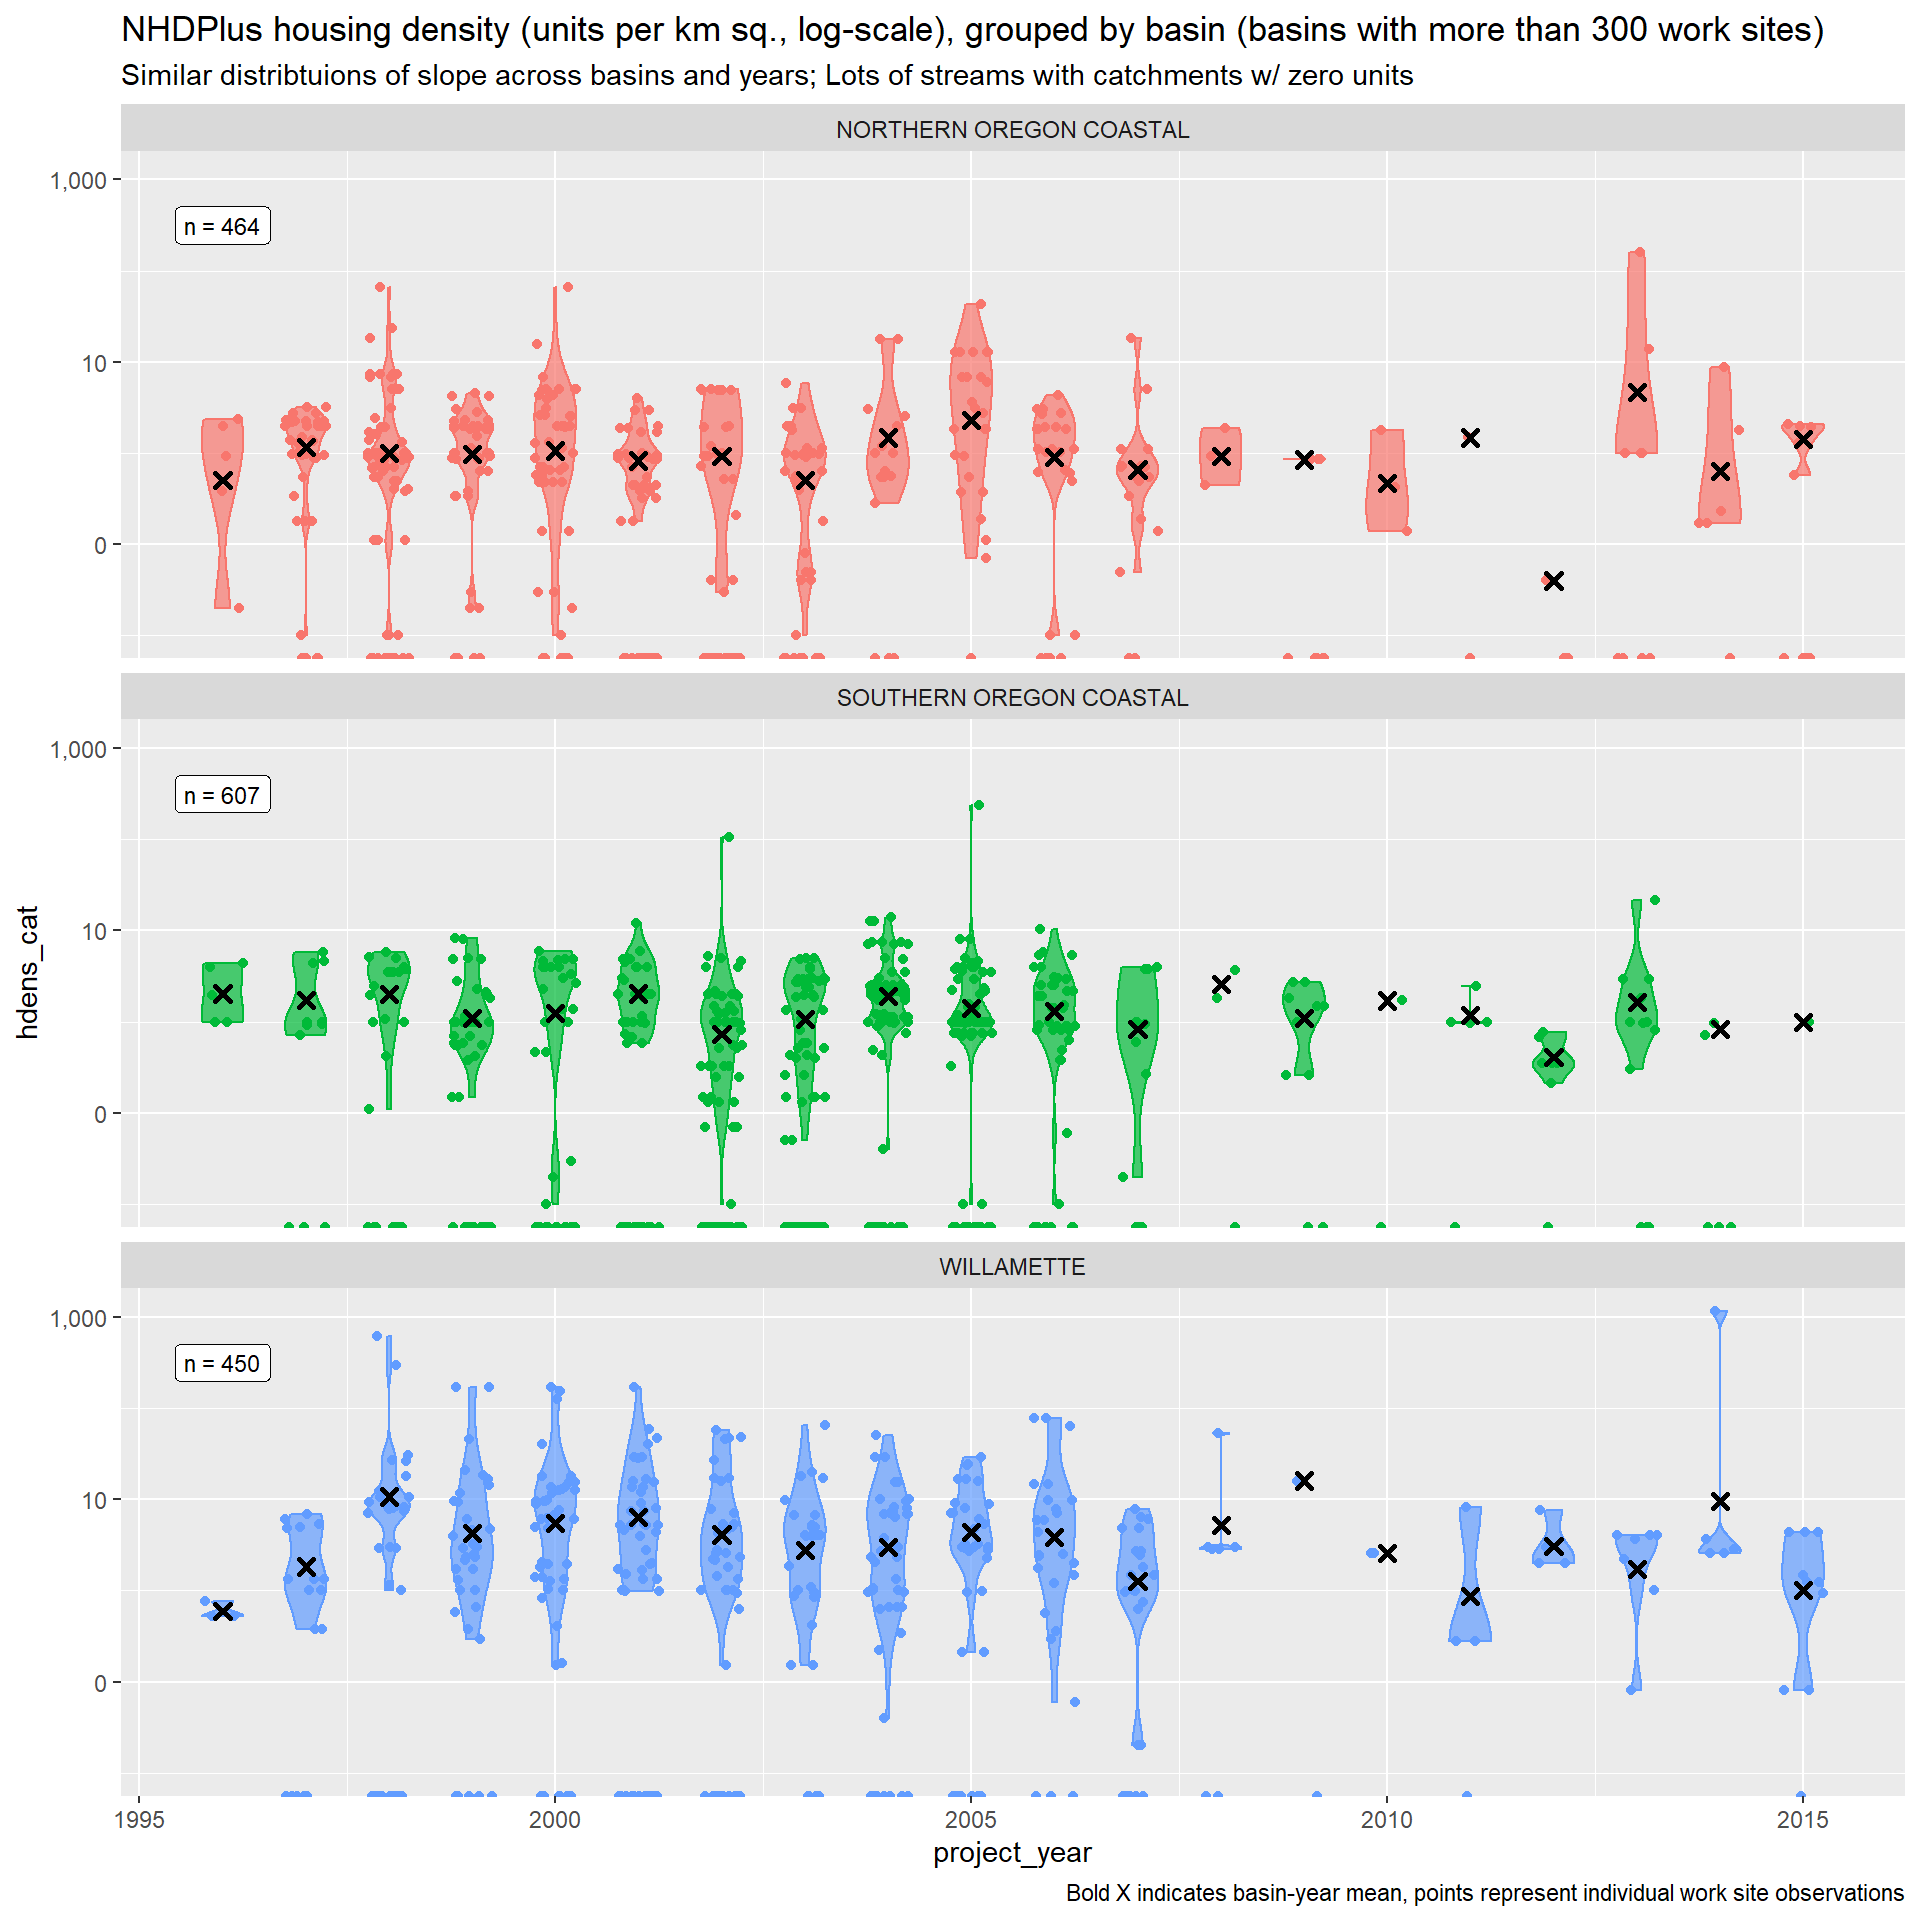 NHDPlus housing density (units per km sq., log-scale), grouped by basin (basins with more than 300 work sites)
Similar distribtuions of slope across basins and years; Lots of streams with catchments w/ zero units
NORTHERN OREGON COASTAL
1,000
n = 464
10
0
SOUTHERN OREGON COASTAL
1,000
n = 607
10
0
hdens_cat
WILLAMETTE
1,000
n = 450
10
0
1995 2000 2005 2010 2015
project_year
Bold X indicates basin-year mean, points represent individual work site observations